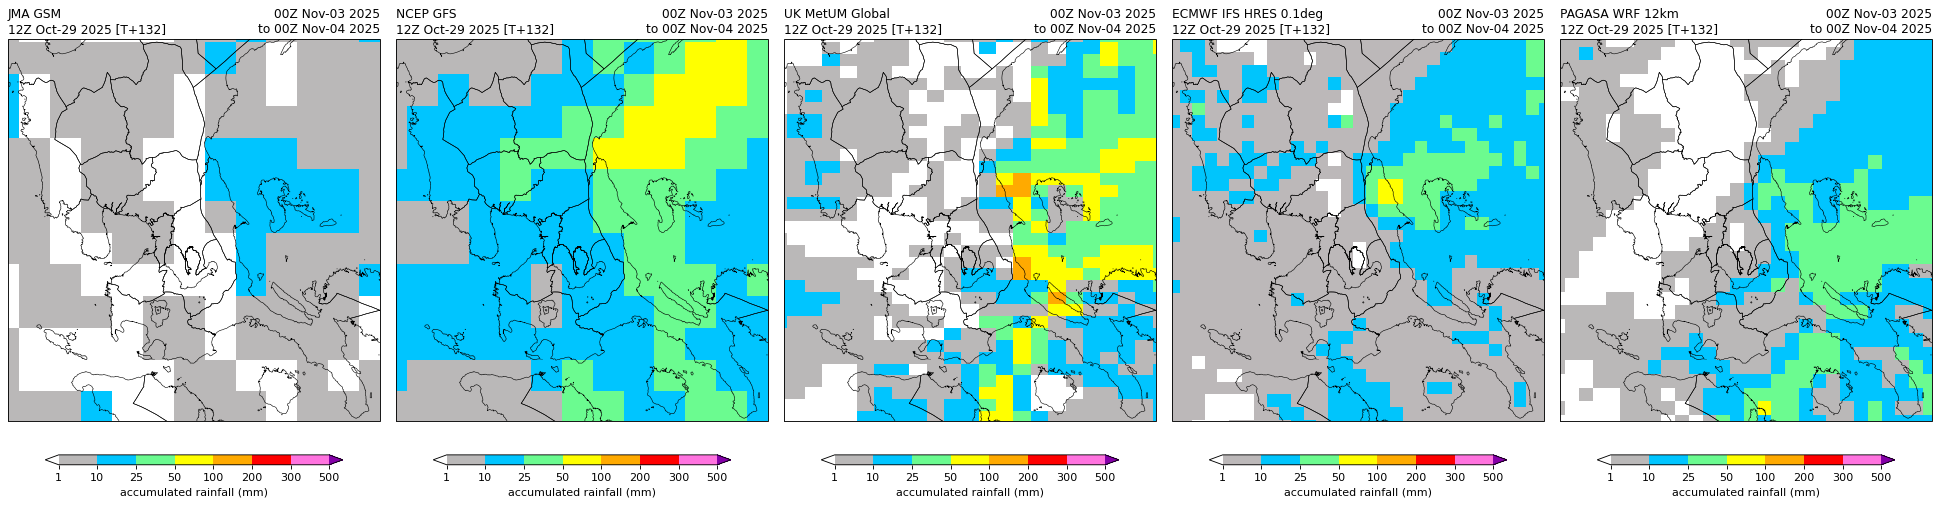 JMA GSM 00Z Nov-03 2025
12Z Oct-29 2025 [T+132] to 00Z Nov-04 2025
NCEP GFS 00Z Nov-03 2025
12Z Oct-29 2025 [T+132] to 00Z Nov-04 2025
UK MetUM Global 00Z Nov-03 2025
12Z Oct-29 2025 [T+132] to 00Z Nov-04 2025
ECMWF IFS HRES 0.1deg 00Z Nov-03 2025
12Z Oct-29 2025 [T+132] to 00Z Nov-04 2025
PAGASA WRF 12km 00Z Nov-03 2025
12Z Oct-29 2025 [T+132] to 00Z Nov-04 2025
1 10 25 50 100 200 300 500
accumulated rainfall (mm)
1 10 25 50 100 200 300 500
accumulated rainfall (mm)
1 10 25 50 100 200 300 500
accumulated rainfall (mm)
1 10 25 50 100 200 300 500
accumulated rainfall (mm)
1 10 25 50 100 200 300 500
accumulated rainfall (mm)